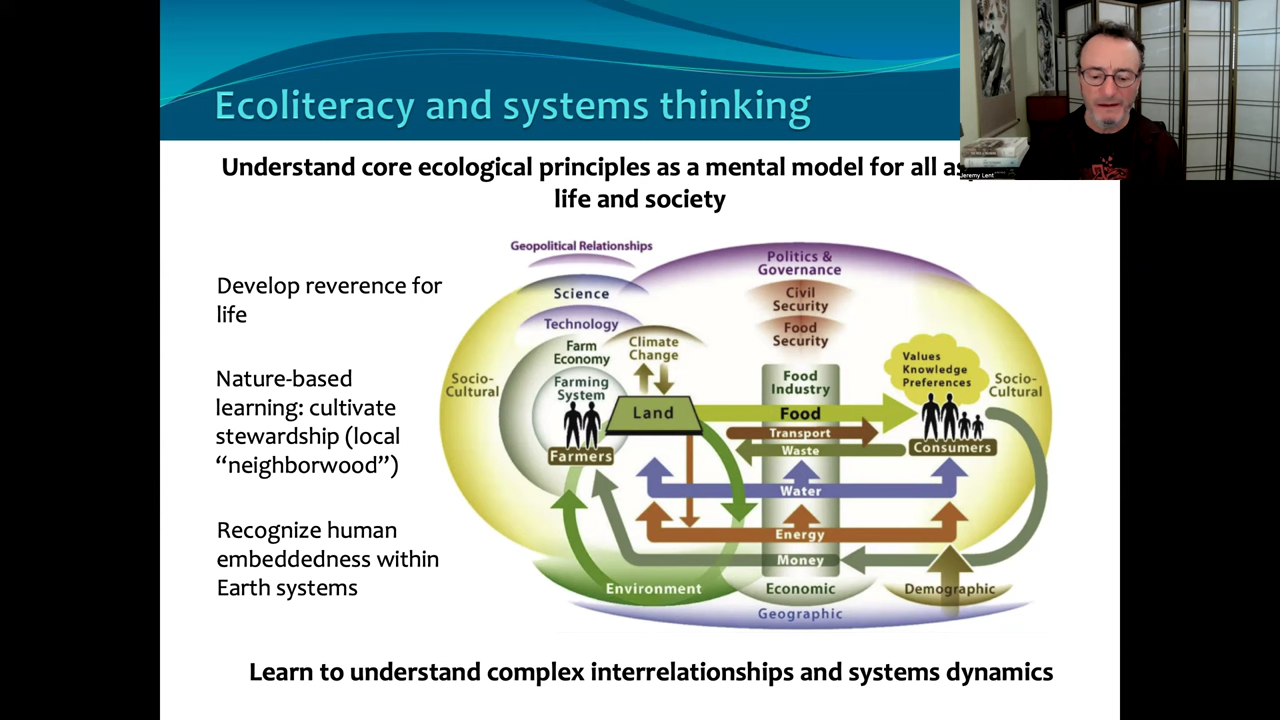 Ecoliteracy and systems thinking
Understand core ecological principles as a mental model for all
life and society
Develop reverence for
life
Nature-based
learning: cultivate
stewardship (local
“neighborwood”)
Recognize human
embeddedness within
Earth systems
Geopolitical Relationships
Science
Technology
Farm
Economy
Farming
System
Farmers
Socio-
Cultural
Climate
Change
Land
Politics &
Governance
Civil
Security
Food
Security
Food
Industry
Food
Transport
Waste
Water
Energy
Money
Values
Knowledge
Preferences
Consumers
Socio-
Cultural
Environment
Economic
Demographic
Geographic
Learn to understand complex interrelationships and systems dynamics
Jeremy Lent